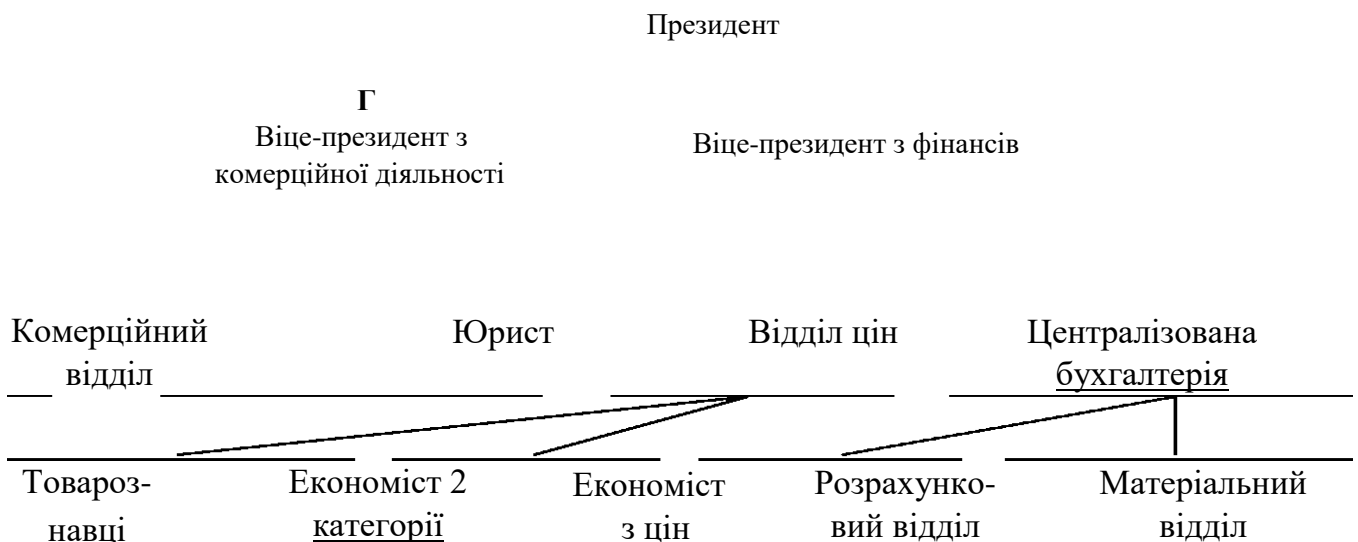 Президент
Г
Віце-президент з
комерційної діяльності
Віце-президент з фінансів
Комерційний
відділ
Юрист
Відділ цін
Централізована
бухгалтерія
Товароз-
навці
Економіст 2
категорії
Економіст
з цін
Розрахунко-
вий відділ
Матеріальний
відділ